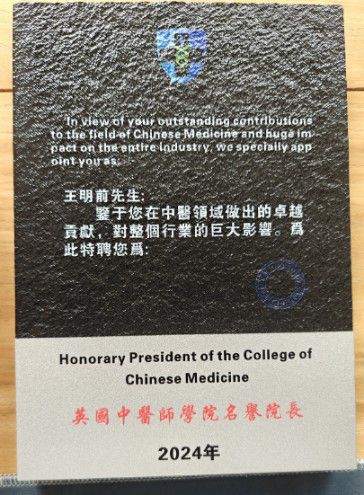 In view of your outstanding contributions
to the field of Chinese Medicine and huge im
pact on the entire industry, we specially app
oint you as:
王明前先生:
鑒于您在中醫領域做出的卓越
貢獻，對整個行業的巨大影響。爲
此特聘您爲:
Honorary President of the College of
Chinese Medicine
英國中醫師學院名譽院長
2024年